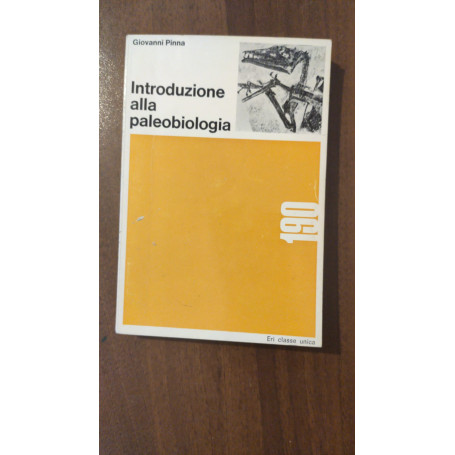 Giovanni Pinna
Introduzione
alla
paleobiologia
190
Eri classe unica